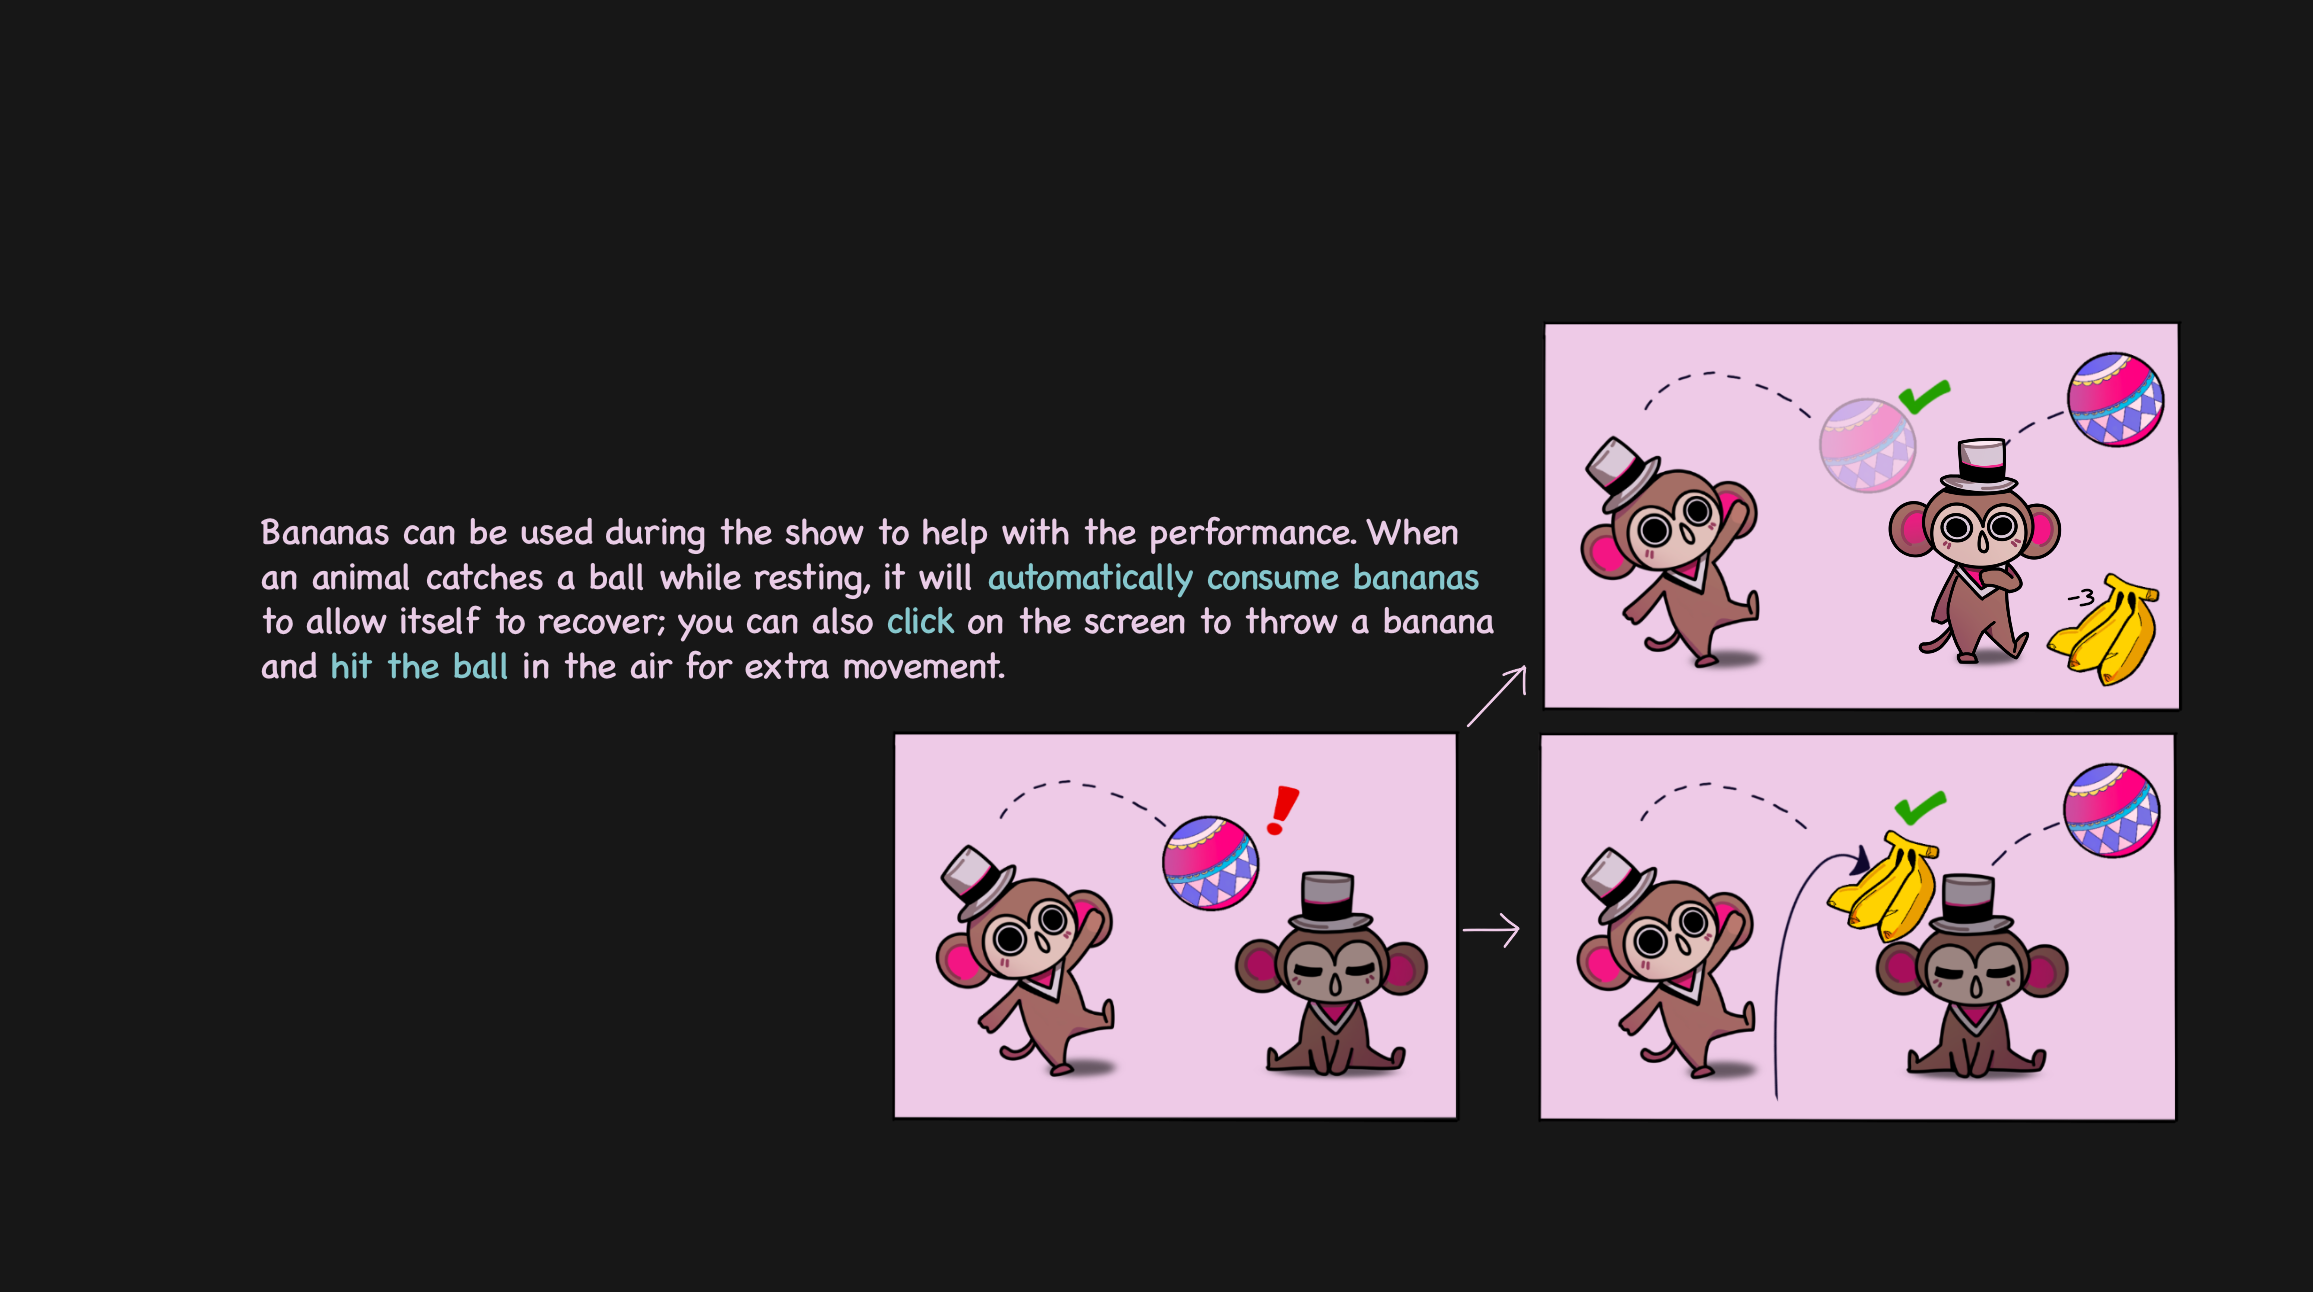 Bananas can be used during the show to help with the performance. When
an animal catches a ball while resting, it will automatically consume bananas
to allow itself to recover; you can also click on the screen to throw a banana
and hit the ball in the air for extra movement.
-3
!